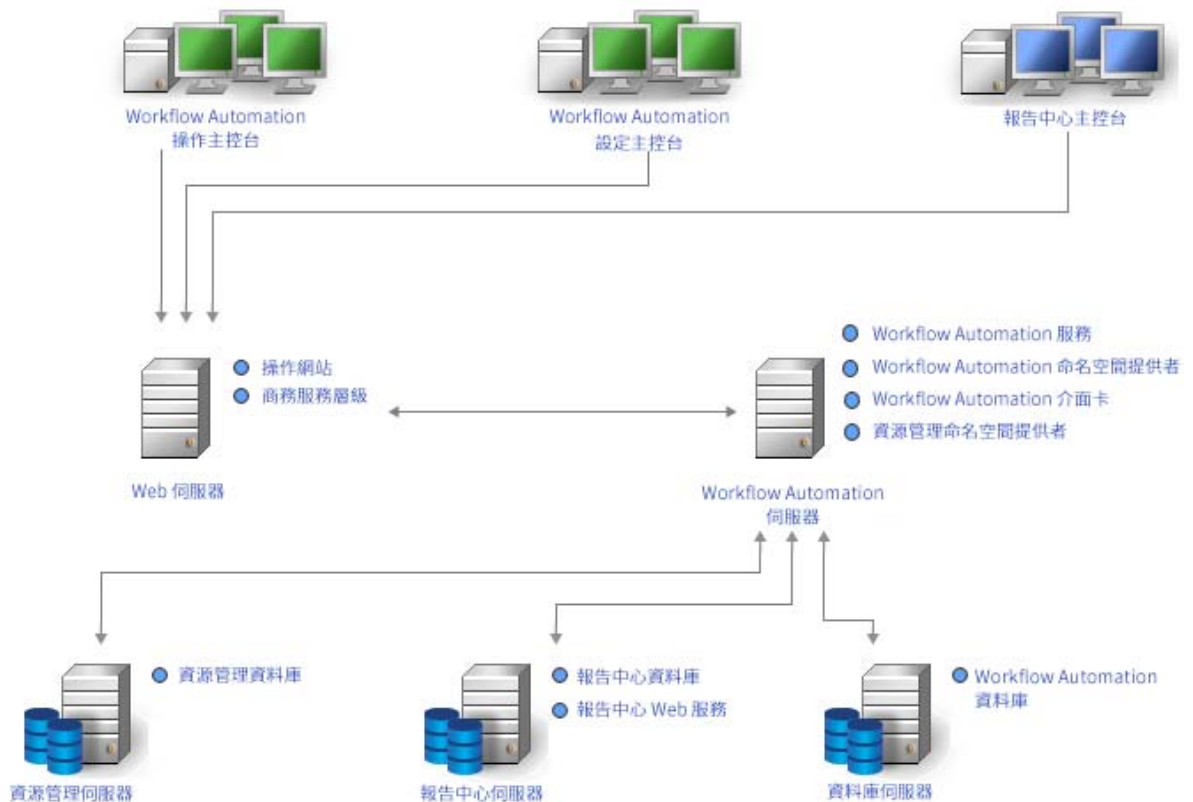 Workflow Automation
操作主控台
Workflow Automation
設定主控台
報告中心主控台
操作網站
商務服務層級
Web 伺服器
Workflow Automation 服務
Workflow Automation 命名空間提供者
Workflow Automation 介面卡
資源管理命名空間提供者
Workflow Automation
伺服器
資源管理資料庫
資源管理伺服器
報告中心資料庫
報告中心 Web 服務
報告中心伺服器
Workflow Automation
資料庫
資料庫伺服器